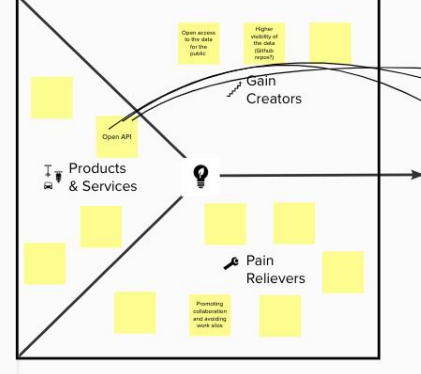 Open access
to the data
for the
public
Higher
visibility of
the data
(Github
repos?)
Gain
Creators
Open API
Products
& Services
Pain
Relievers
Promoting
collaboration
and avoiding
work silos